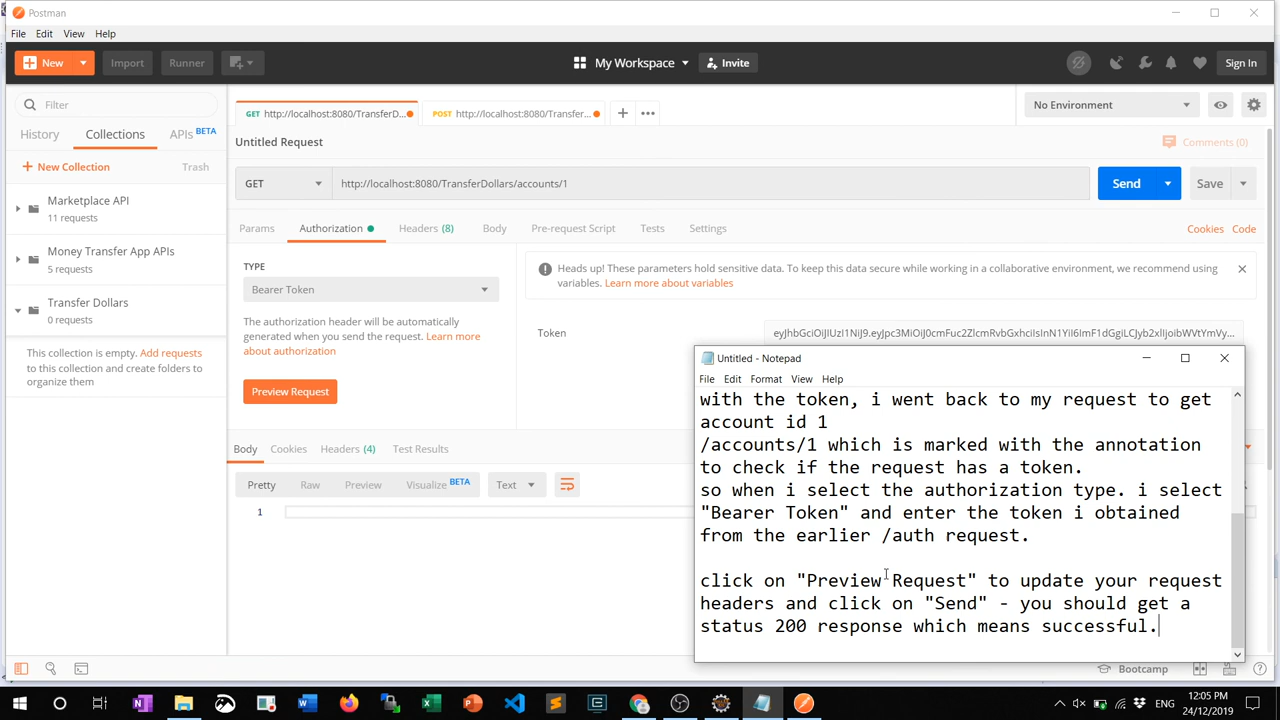 Postman
File Edit View Help
New Import Runner My Workspace Invite Sign In
Filter
History Collections APIs BETA
New Collection Trash
Marketplace API
11 requests
Money Transfer App APIs
5 requests
Transfer Dollars
0 requests
This collection is empty. Add requests
to this collection and create folders to
organize them
GET http://localhost:8080/TransferD... POST http://localhost:8080/Transfer...
No Environment
Untitled Request
Comments (0)
GET http://localhost:8080/TransferDollars/accounts/1 Send Save
Params Authorization Headers (8) Body Pre-request Script Tests Settings Cookies Code
TYPE
Bearer Token
The authorization header will be automatically
generated when you send the request. Learn more
about authorization
Preview Request
Heads up! These parameters hold sensitive data. To keep this data secure while working in a collaborative environment, we recommend using
variables. Learn more about variables
Token
Body Cookies Headers (4) Test Results
Pretty Raw Preview Visualize BETA Text
1
Untitled - Notepad
File Edit Format View Help
with the token, i went back to my request to get
account id 1
/accounts/1 which is marked with the annotation
to check if the request has a token.
so when i select the authorization type. i select
"Bearer Token" and enter the token i obtained
from the earlier /auth request.
click on "Preview Request" to update your request
headers and click on "Send" - you should get a
status 200 response which means successful.
Bootcamp
ENG
12:05 PM
24/12/2019